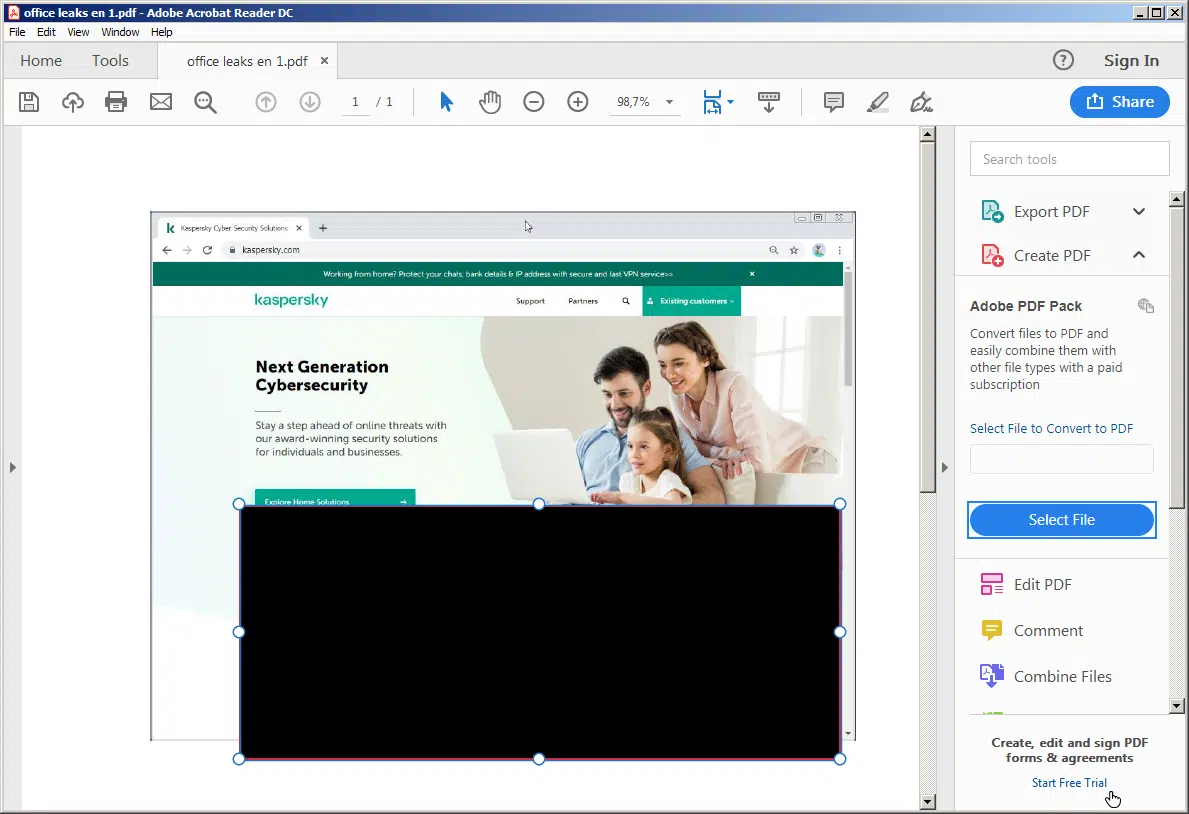 office leaks en 1.pdf - Adobe Acrobat Reader DC
File Edit View Window Help
Home Tools office leaks en 1.pdf × Sign In
1 / 1 98,7% Share
Search tools
Export PDF
Create PDF
Adobe PDF Pack
Convert files to PDF and
easily combine them with
other file types with a paid
subscription
Select File to Convert to PDF
Select File
Edit PDF
Comment
Combine Files
Create, edit and sign PDF
forms & agreements
Start Free Trial
Kaspersky Cyber Security Solutions
kaspersky.com
Working from home? Protect your chats, bank details & IP address with secure and fast VPN service>>
kaspersky Support Partners Existing customers
Next Generation
Cybersecurity
Stay a step ahead of online threats with
our award-winning security solutions
for individuals and businesses.
Explore Home Solutions